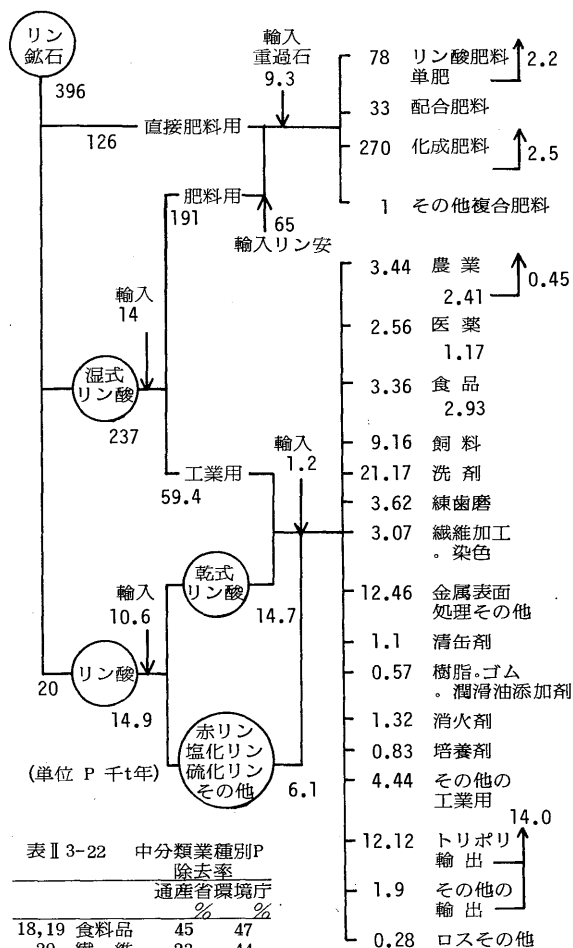 リン
鉱石
396
126
直接肥料用
輸入
重過石
9.3
78 リン酸肥料
単肥
2.2
33 配合肥料
270 化成肥料
2.5
1 その他複合肥料
肥料用
191
65
輸入リン安
輸入
14
湿式
リン酸
237
工業用
59.4
輸入
1.2
乾式
リン酸
14.7
輸入
10.6
リン酸
20
14.9
赤リン
塩化リン
硫化リン
その他
6.1
(単位 P 千t年)
3.44 農業
2.41
0.45
2.56 医薬
1.17
3.36 食品
2.93
9.16 飼料
21.17 洗剤
3.62 練歯磨
3.07 繊維加工
。染色
12.46 金属表面
処理その他
1.1 清缶剤
0.57 樹脂。ゴム
。潤滑油添加剤
1.32 消火剤
0.83 培養剤
4.44 その他の
工業用
14.0
12.12 トリポリ
輸出
1.9 その他の
輸出
0.28 ロスその他
表Ⅱ3-22 中分類業種別P
除去率
通産省 環境庁
% %
18,19 食料品 45 47